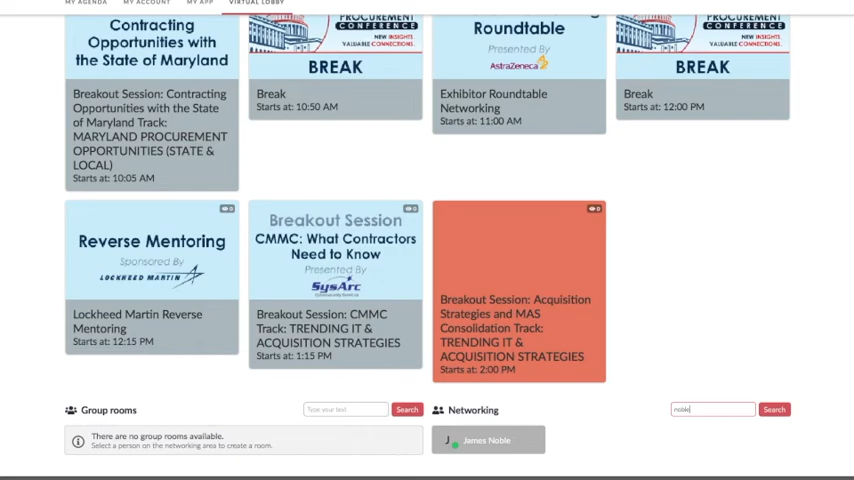 MY AGENDA MY ACCOUNT MY APP VIRTUAL LOBBY
Contracting
Opportunities with
the State of Maryland
Breakout Session: Contracting
Opportunities with the State
of Maryland Track:
MARYLAND PROCUREMENT
OPPORTUNITIES (STATE &
LOCAL)
Starts at: 10:05 AM
PROCUREMENT
CONFERENCE
NEW INSIGHTS.
VALUABLE CONNECTIONS.
BREAK
Break
Starts at: 10:50 AM
Roundtable
Presented By
AstraZeneca
Exhibitor Roundtable
Networking
Starts at: 11:00 AM
PROCUREMENT
CONFERENCE
NEW INSIGHTS.
VALUABLE CONNECTIONS.
BREAK
Break
Starts at: 12:00 PM
0
Reverse Mentoring
Sponsored By
LOCKHEED MARTIN
Lockheed Martin Reverse
Mentoring
Starts at: 12:15 PM
0
Breakout Session
CMMC: What Contractors
Need to Know
Presented By
SysArc
Breakout Session: CMMC
Track: TRENDING IT &
ACQUISITION STRATEGIES
Starts at: 1:15 PM
0
Breakout Session: Acquisition
Strategies and MAS
Consolidation Track:
TRENDING IT &
ACQUISITION STRATEGIES
Starts at: 2:00 PM
Group rooms
Type your text
Search
There are no group rooms available.
Select a person on the networking area to create a room.
Networking
noble
Search
J James Noble